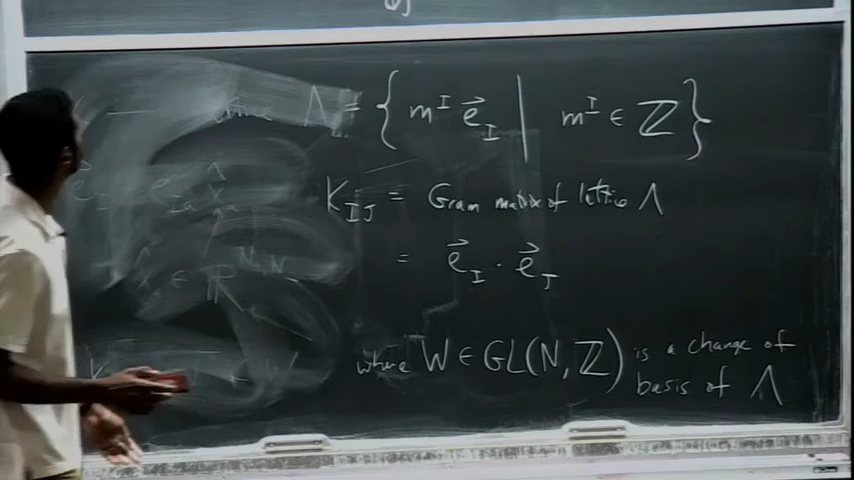 Λ = { m^I e⃗_I | m^I ∈ ℤ }
K_IJ = Gram matrix of lattice Λ
= e⃗_I · e⃗_J
where W ∈ GL(N, ℤ) is a change of
basis of Λ